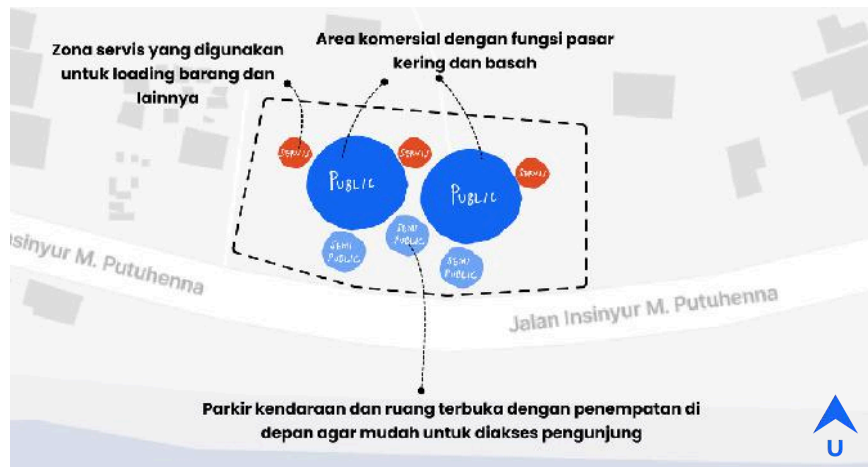 Zona servis yang digunakan
untuk loading barang dan
lainnya
Area komersial dengan fungsi pasar
kering dan basah
SERVIS
SERVIS
SERVIS
PUBLIC
PUBLIC
SEMI
PUBLIC
SEMI
PUBLIC
SEMI
PUBLIC
nsinyur M. Putuhenna
Jalan Insinyur M. Putuhenna
Parkir kendaraan dan ruang terbuka dengan penempatan di
depan agar mudah untuk diakses pengunjung
U